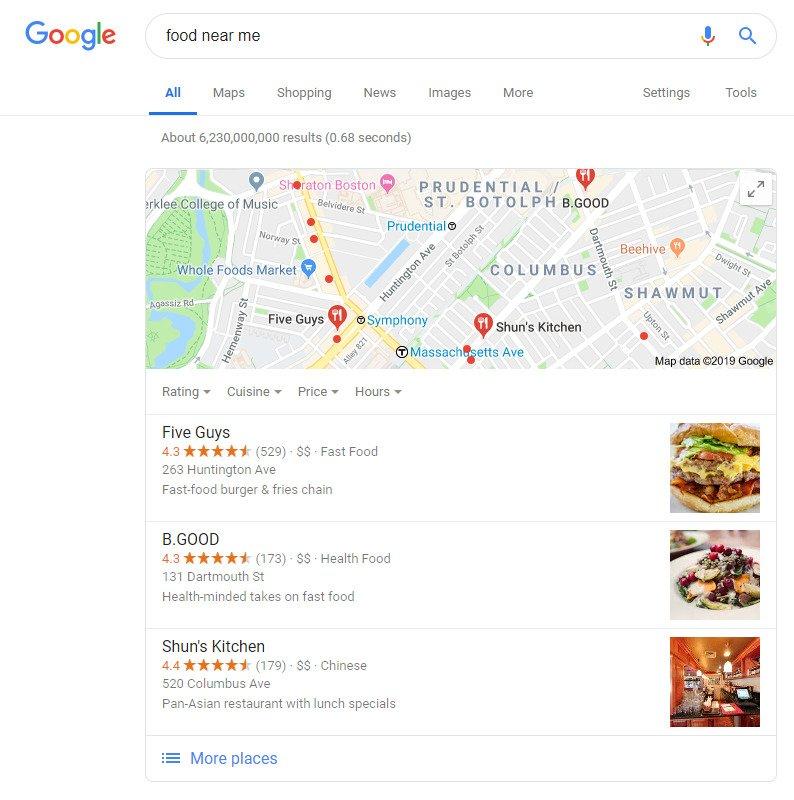 Google
food near me
All Maps Shopping News Images More Settings Tools
About 6,230,000,000 results (0.68 seconds)
Sheraton Boston
PRUDENTIAL /
ST. BOTOLPH
B.GOOD
erklee College of Music
Belvidere St
Prudential
Norway St
St Botolph St
Huntington Ave
Dartmouth St
Beehive
Dwight St
Whole Foods Market
COLUMBUS
SHAWMUT
Shawmut Ave
Agassiz Rd
Hemenway St
Five Guys
Symphony
Shun's Kitchen
Upton St
Alley 821
Massachusetts Ave
Map data ©2019 Google
Rating Cuisine Price Hours
Five Guys
4.3 ★★★★★ (529) · $$ · Fast Food
263 Huntington Ave
Fast-food burger & fries chain
B.GOOD
4.3 ★★★★★ (173) · $$ · Health Food
131 Dartmouth St
Health-minded takes on fast food
Shun's Kitchen
4.4 ★★★★★ (179) · $$ · Chinese
520 Columbus Ave
Pan-Asian restaurant with lunch specials
More places